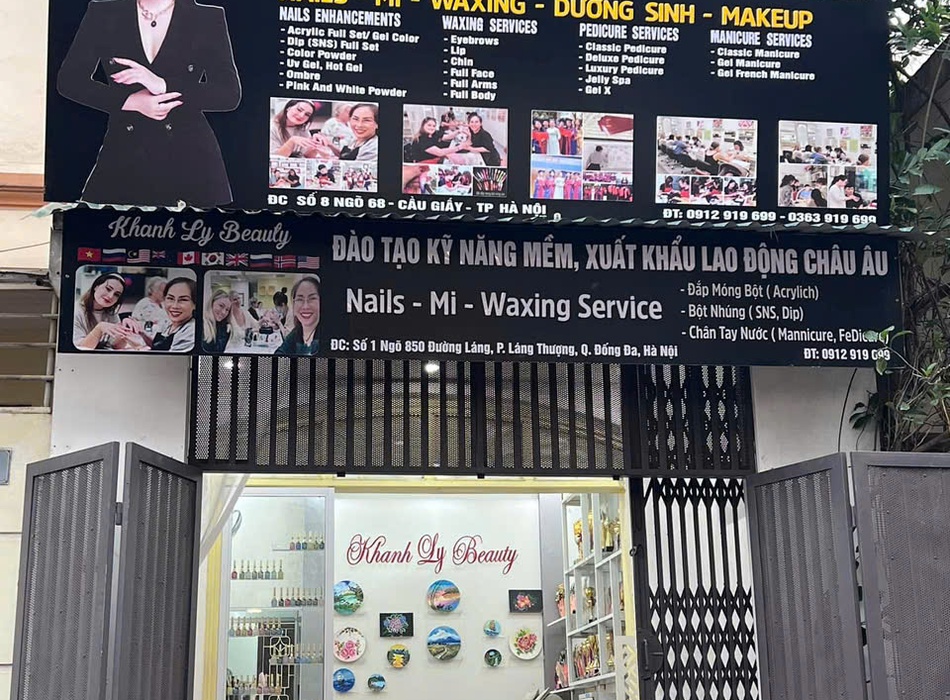 NAILS - MI - WAXING - DƯỠNG SINH - MAKEUP
NAILS ENHANCEMENTS
- Acrylic Full Set/ Gel Color
- Dip (SNS) Full Set
- Color Powder
- Uv Gel, Hot Gel
- Ombre
- Pink And White Powder
WAXING SERVICES
- Eyebrows
- Lip
- Chin
- Full Face
- Full Arms
- Full Body
PEDICURE SERVICES
- Classic Pedicure
- Deluxe Pedicure
- Luxury Pedicure
- Jelly Spa
- Gel X
MANICURE SERVICES
- Classic Manicure
- Gel Manicure
- Gel French Manicure
ĐC SỐ 8 NGÕ 68 - CẦU GIẤY - TP HÀ NỘI
ĐT: 0912 919 699 - 0363 919 699
Khanh Ly Beauty
ĐÀO TẠO KỸ NĂNG MỀM, XUẤT KHẨU LAO ĐỘNG CHÂU ÂU
Nails - Mi - Waxing Service
- Đắp Móng Bột ( Acrylich)
- Bột Nhúng ( SNS, Dip)
- Chân Tay Nước ( Mannicure, FeDicure
ĐC: Số 1 Ngõ 850 Đường Láng, P. Láng Thượng, Q. Đống Đa, Hà Nội
ĐT: 0912 919 699
Khanh Ly Beauty